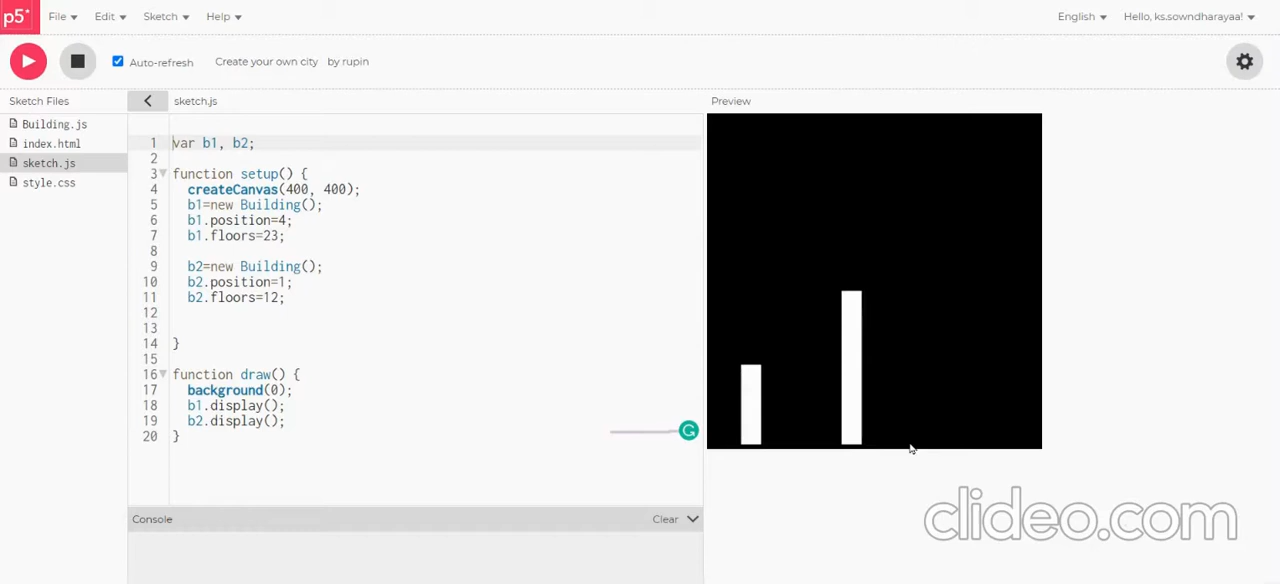 p5* File Edit Sketch Help English Hello, ks.sowndharayaa!
Auto-refresh Create your own city by rupin
Sketch Files
Building.js
index.html
sketch.js
style.css
sketch.js
1 var b1, b2;
2
3 function setup() {
4 createCanvas(400, 400);
5 b1=new Building();
6 b1.position=4;
7 b1.floors=23;
8
9 b2=new Building();
10 b2.position=1;
11 b2.floors=12;
12
13
14 }
15
16 function draw() {
17 background(0);
18 b1.display();
19 b2.display();
20 }
Console Clear
Preview
clideo.com